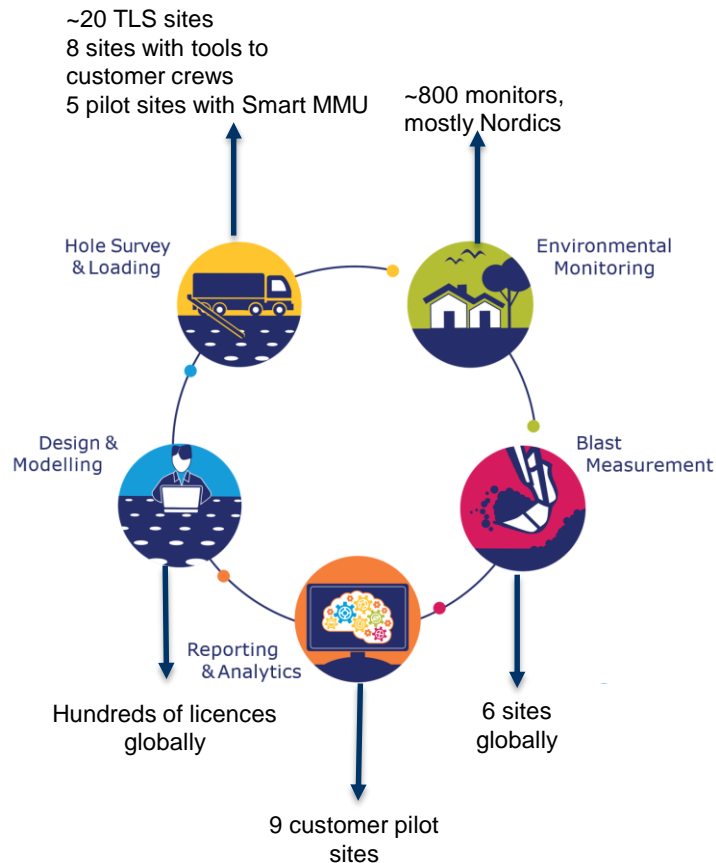 ~20 TLS sites
8 sites with tools to
customer crews
5 pilot sites with Smart MMU
~800 monitors,
mostly Nordics
Hole Survey
& Loading
Environmental
Monitoring
Design &
Modelling
Blast
Measurement
Reporting
& Analytics
Hundreds of licences
globally
6 sites
globally
9 customer pilot
sites